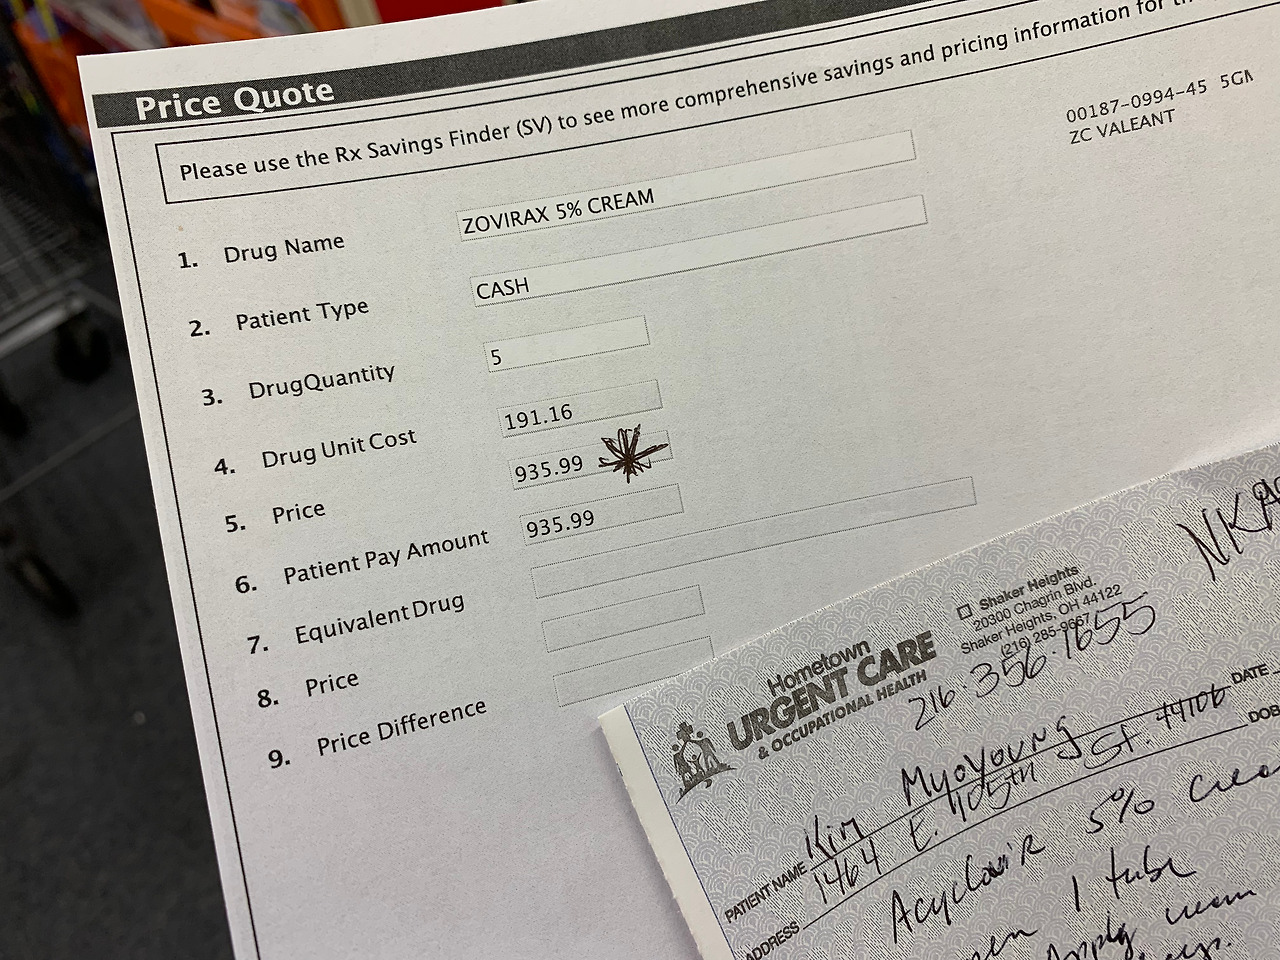 Price Quote
Please use the Rx Savings Finder (SV) to see more comprehensive savings and pricing information for
00187-0994-45 5G
ZC VALEANT
1. Drug Name ZOVIRAX 5% CREAM
2. Patient Type CASH
3. DrugQuantity 5
4. Drug Unit Cost 191.16
5. Price 935.99
6. Patient Pay Amount 935.99
7. Equivalent Drug
8. Price
9. Price Difference
NKA
Shaker Heights
20300 Chagrin Blvd.
Shaker Heights, OH 44122
(216) 285-9667
Hometown
URGENT CARE
& OCCUPATIONAL HEALTH
216·356·1655
DATE
PATIENT NAME Kim Myoyoung
DOB
ADDRESS 1464 E. 105th St. 44106
Acyclovir 5%
1 tube
Apply cream